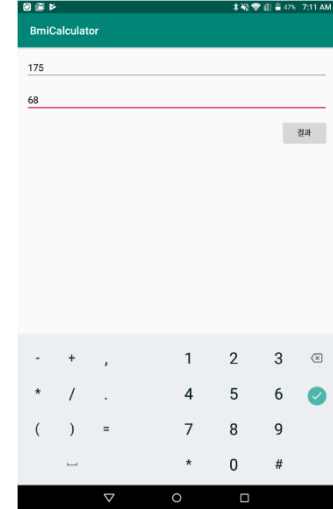 47% 7:11 AM
BmiCalculator
175
68
결과
- + , 1 2 3
* / . 4 5 6
( ) = 7 8 9
* 0 #